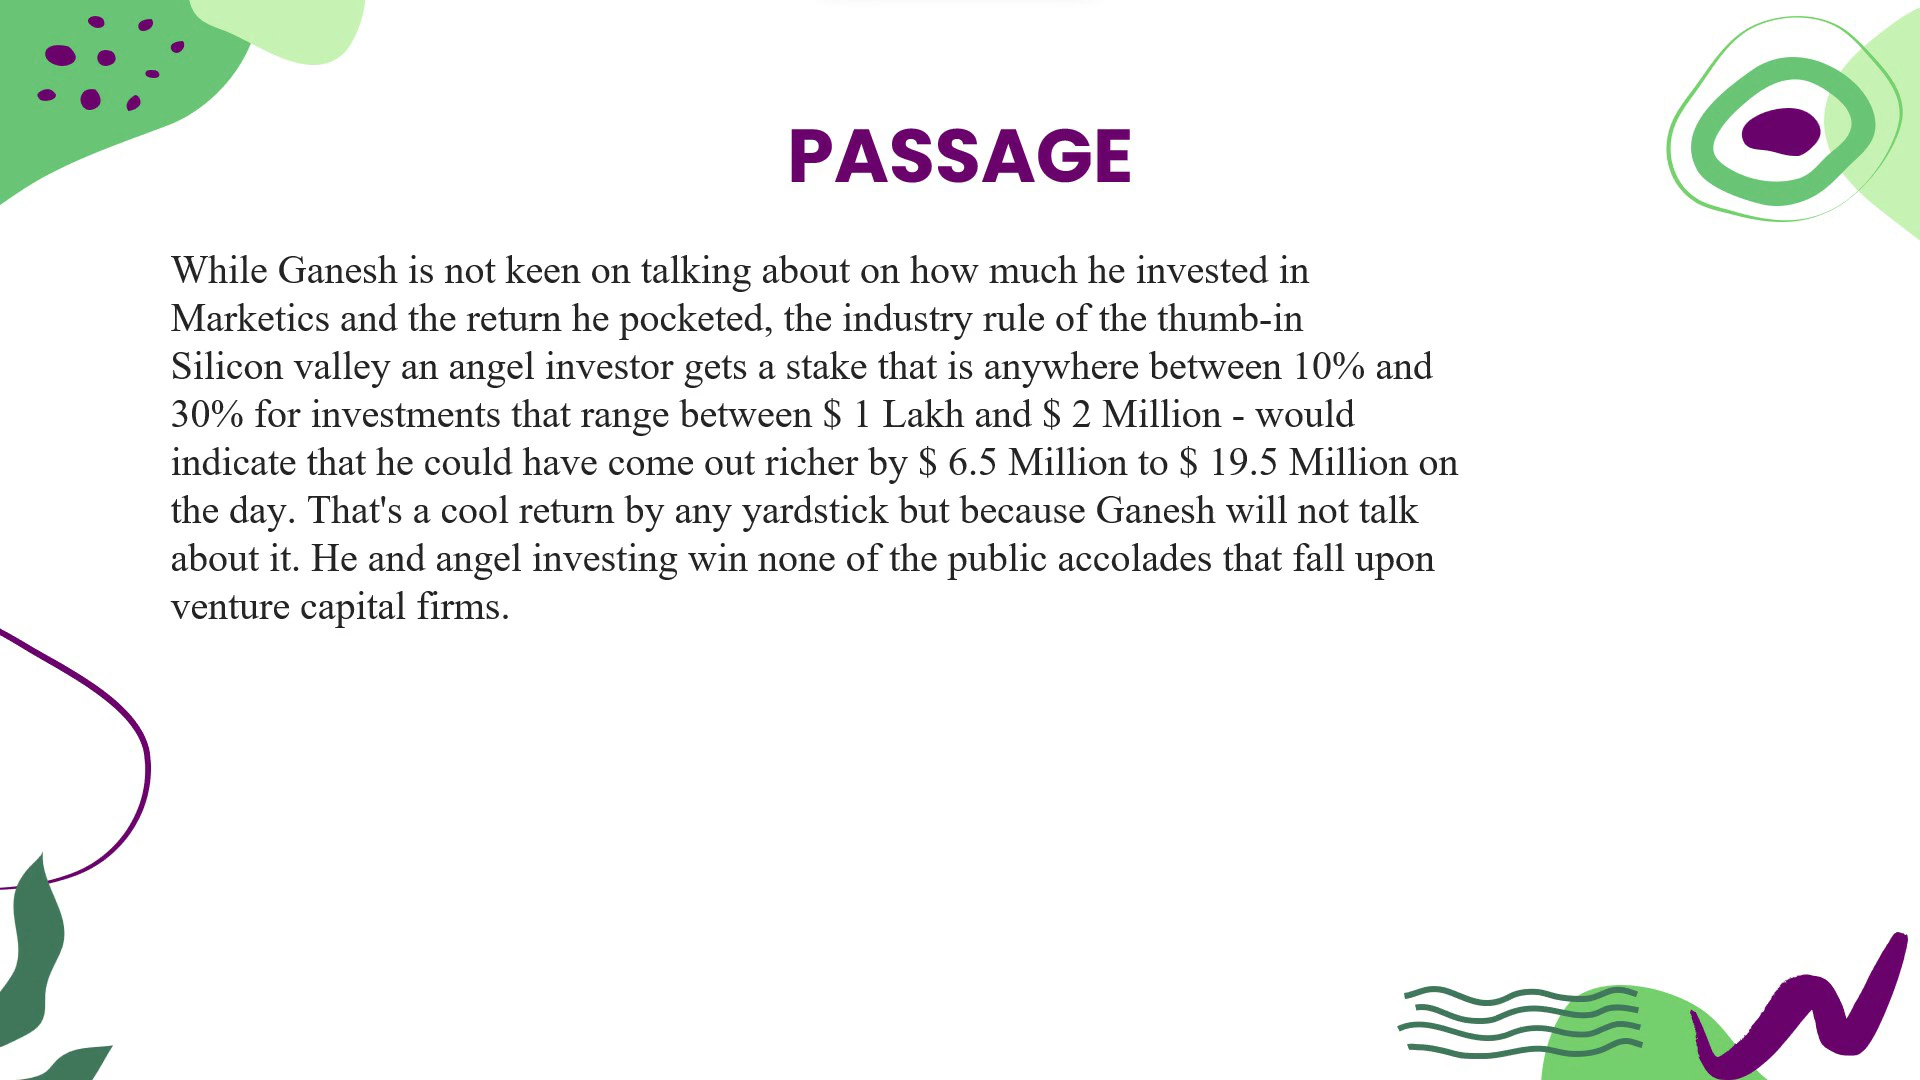 PASSAGE
While Ganesh is not keen on talking about on how much he invested in
Marketics and the return he pocketed, the industry rule of the thumb-in
Silicon valley an angel investor gets a stake that is anywhere between 10% and
30% for investments that range between $ 1 Lakh and $ 2 Million - would
indicate that he could have come out richer by $ 6.5 Million to $ 19.5 Million on
the day. That's a cool return by any yardstick but because Ganesh will not talk
about it. He and angel investing win none of the public accolades that fall upon
venture capital firms.